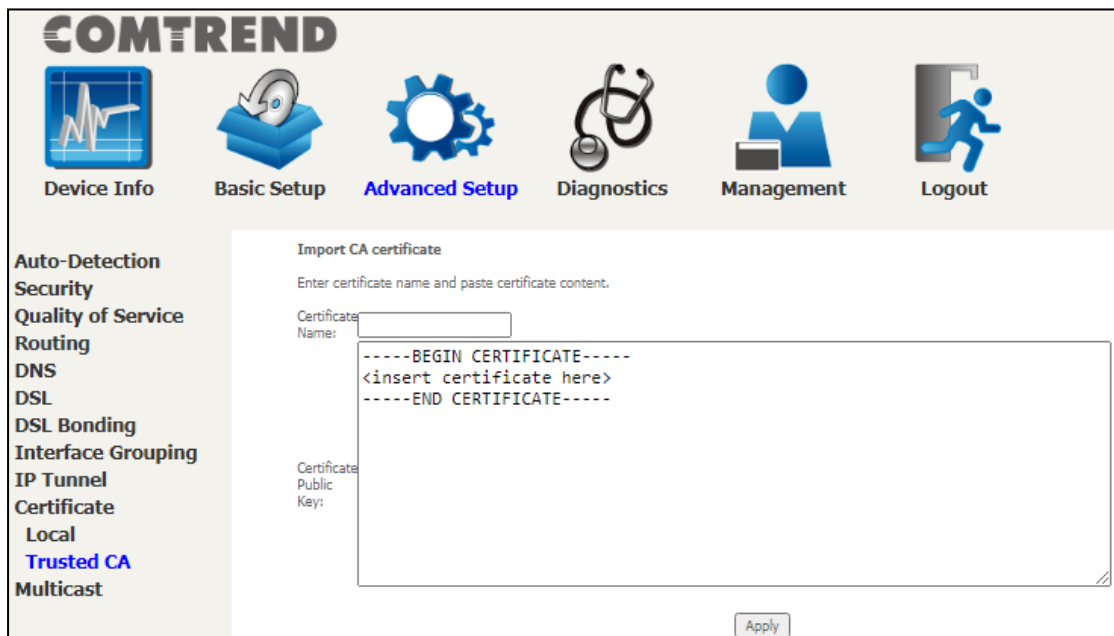 COMTREND
Device Info
Basic Setup
Advanced Setup
Diagnostics
Management
Logout
Auto-Detection
Security
Quality of Service
Routing
DNS
DSL
DSL Bonding
Interface Grouping
IP Tunnel
Certificate
Local
Trusted CA
Multicast
Import CA certificate
Enter certificate name and paste certificate content.
Certificate
Name:
-----BEGIN CERTIFICATE-----
<insert certificate here>
-----END CERTIFICATE-----
Certificate
Public
Key:
Apply